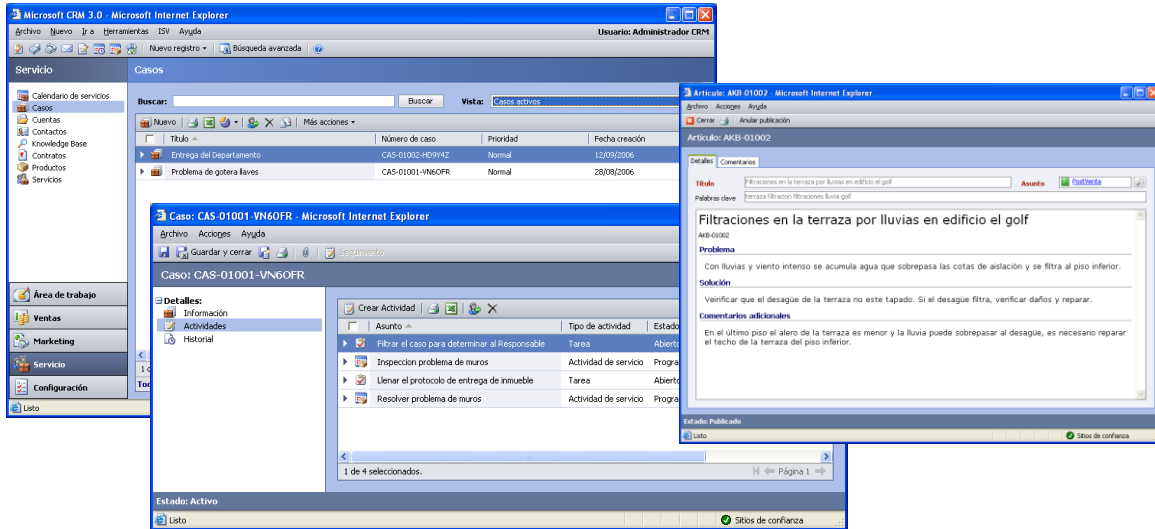 Microsoft CRM 3.0 - Microsoft Internet Explorer
Archivo Nuevo Ir a Herramientas ISV Ayuda Usuario: Administrador CRM
Nuevo registro Búsqueda avanzada
Servicio Casos
Calendario de servicios
Casos
Cuentas
Contactos
Knowledge Base
Contratos
Productos
Servicios
Buscar: Buscar Vista: Casos activos
Nuevo Más acciones
Título Número de caso Prioridad Fecha creación
Entrega del Departamento CAS-01002-HD9Y4Z Normal 12/09/2006
Problema de gotera llaves CAS-01001-VN6OFR Normal 28/08/2006
Área de trabajo
Ventas
Marketing
Servicio
Configuración
Listo
Caso: CAS-01001-VN6OFR - Microsoft Internet Explorer
Archivo Acciones Ayuda
Guardar y cerrar Seguimiento
Caso: CAS-01001-VN6OFR
Detalles:
Información
Actividades
Historial
Crear Actividad
Asunto Tipo de actividad Estado
Filtrar el caso para determinar al Responsable Tarea Abierto
Inspeccion problema de muros Actividad de servicio Progra
Llenar el protocolo de entrega de inmueble Tarea Abierto
Resolver problema de muros Actividad de servicio Progra
1 de 4 seleccionados. Página 1
Estado: Activo
Listo Sitios de confianza
Artículo: AKB-01002 - Microsoft Internet Explorer
Archivo Acciones Ayuda
Cerrar Anular publicación
Artículo: AKB-01002
Detalles Comentarios
Título Filtraciones en la terraza por lluvias en edificio el golf Asunto PostVenta
Palabras clave terraza filtracion filtraciones lluvia golf
Filtraciones en la terraza por lluvias en edificio el golf
AKB-01002
Problema
Con lluvias y viento intenso se acumula agua que sobrepasa las cotas de aislación y se filtra al piso inferior.
Solución
Veirificar que el desagüe de la terraza no este tapado. Si el desagüe filtra, verificar daños y reparar.
Comentarios adicionales
En el último piso el alero de la terraza es menor y la lluvia puede sobrepasar al desagüe, es necesario reparar
el techo de la terraza del piso inferior.
Estado: Publicado
Listo Sitios de confianza